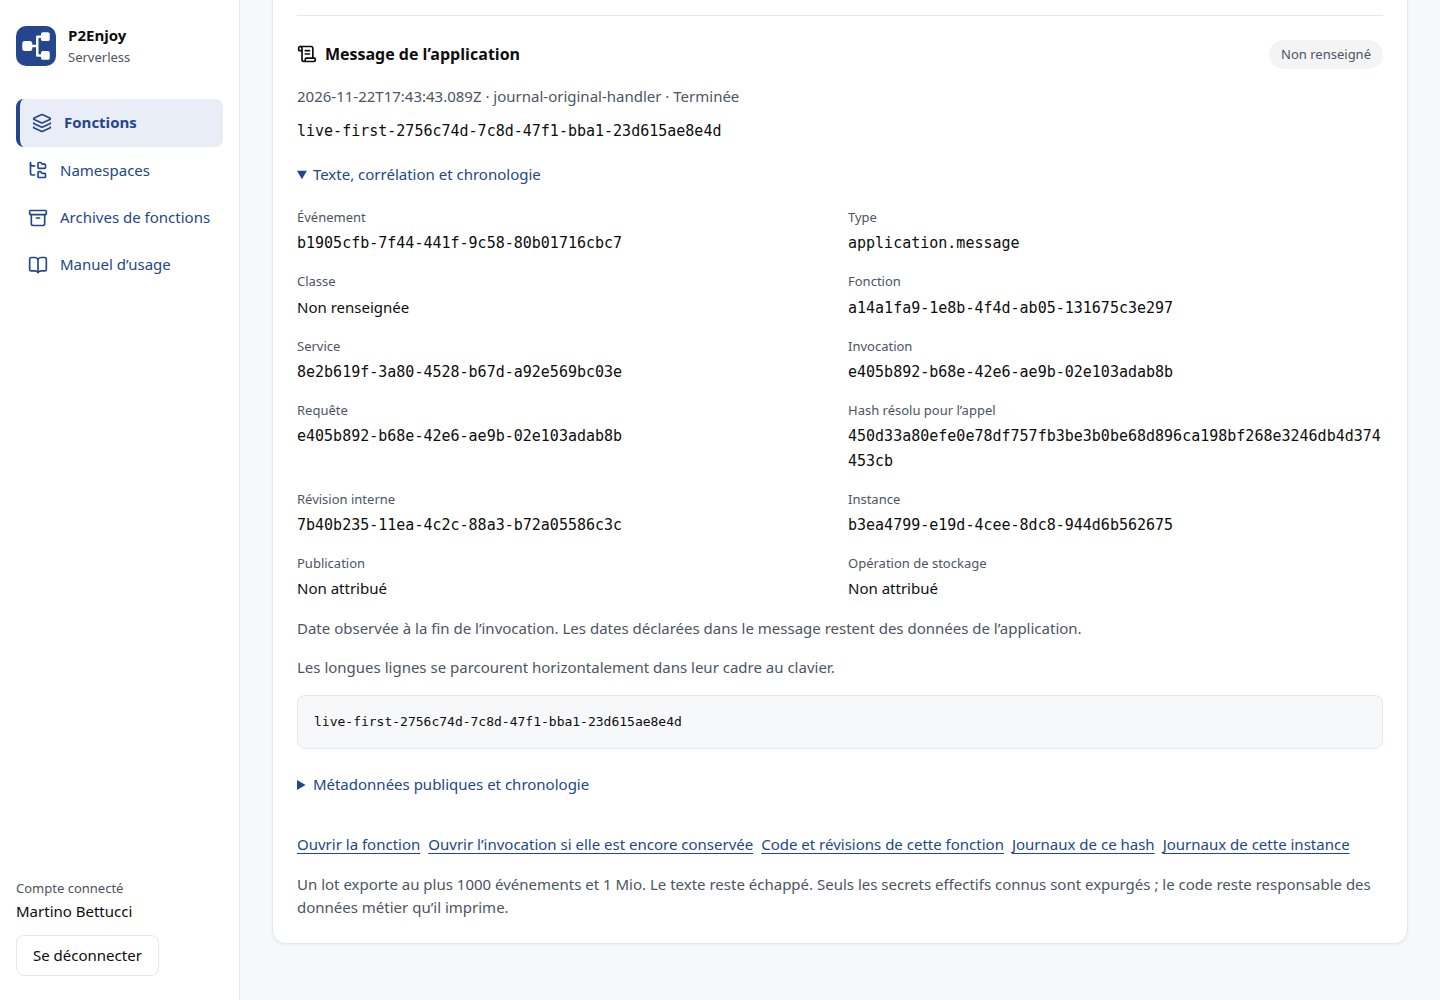 P2Enjoy
Serverless
Fonctions
Namespaces
Archives de fonctions
Manuel d’usage
Compte connecté
Martino Bettucci
Se déconnecter
Message de l’application
Non renseigné
2026-11-22T17:43:43.089Z · journal-original-handler · Terminée
live-first-2756c74d-7c8d-47f1-bba1-23d615ae8e4d
Texte, corrélation et chronologie
Événement
b1905cfb-7f44-441f-9c58-80b01716cbc7
Type
application.message
Classe
Non renseignée
Fonction
a14a1fa9-1e8b-4f4d-ab05-131675c3e297
Service
8e2b619f-3a80-4528-b67d-a92e569bc03e
Invocation
e405b892-b68e-42e6-ae9b-02e103adab8b
Requête
e405b892-b68e-42e6-ae9b-02e103adab8b
Hash résolu pour l’appel
450d33a80efe0e78df757fb3be3b0be68d896ca198bf268e3246db4d374
453cb
Révision interne
7b40b235-11ea-4c2c-88a3-b72a05586c3c
Instance
b3ea4799-e19d-4cee-8dc8-944d6b562675
Publication
Non attribué
Opération de stockage
Non attribué
Date observée à la fin de l’invocation. Les dates déclarées dans le message restent des données de l’application.
Les longues lignes se parcourent horizontalement dans leur cadre au clavier.
live-first-2756c74d-7c8d-47f1-bba1-23d615ae8e4d
Métadonnées publiques et chronologie
Ouvrir la fonction Ouvrir l’invocation si elle est encore conservée Code et révisions de cette fonction Journaux de ce hash Journaux de cette instance
Un lot exporte au plus 1000 événements et 1 Mio. Le texte reste échappé. Seuls les secrets effectifs connus sont expurgés ; le code reste responsable des
données métier qu’il imprime.